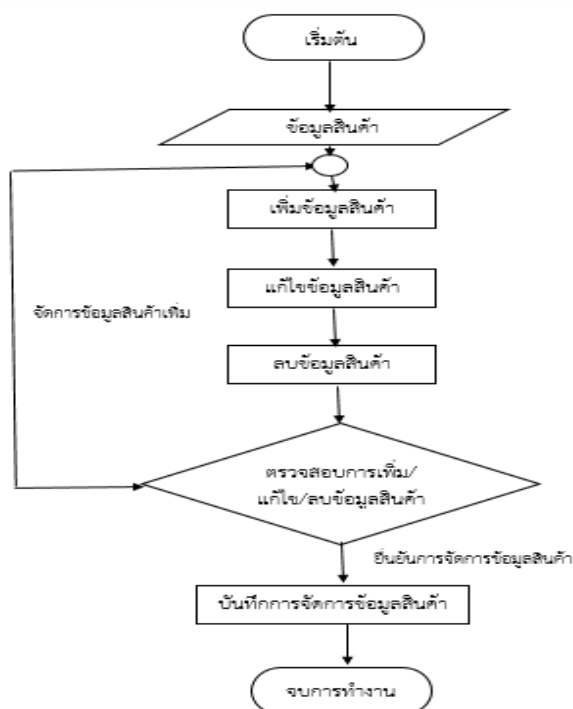 เริ่มต้น
ข้อมูลสินค้า
เพิ่มข้อมูลสินค้า
แก้ไขข้อมูลสินค้า
จัดการข้อมูลสินค้าเพิ่ม
ลบข้อมูลสินค้า
ตรวจสอบการเพิ่ม/
แก้ไข/ลบข้อมูลสินค้า
ยืนยันการจัดการข้อมูลสินค้า
บันทึกการจัดการข้อมูลสินค้า
จบการทำงาน